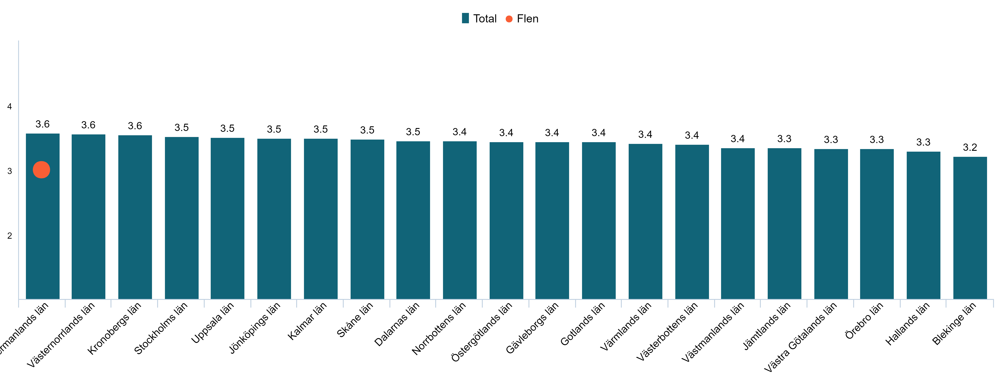 Total Flen
4
3
2
3.6 3.6 3.6 3.5 3.5 3.5 3.5 3.5 3.5 3.4 3.4 3.4 3.4 3.4 3.4 3.4 3.3 3.3 3.3 3.3 3.2
ermanlands län
Västernorrlands län
Kronobergs län
Stockholms län
Uppsala län
Jönköpings län
Kalmar län
Skåne län
Dalarnas län
Norrbottens län
Östergötlands län
Gävleborgs län
Gotlands län
Värmlands län
Västerbottens län
Västmanlands län
Jämtlands län
Västra Götalands län
Örebro län
Hallands län
Blekinge län